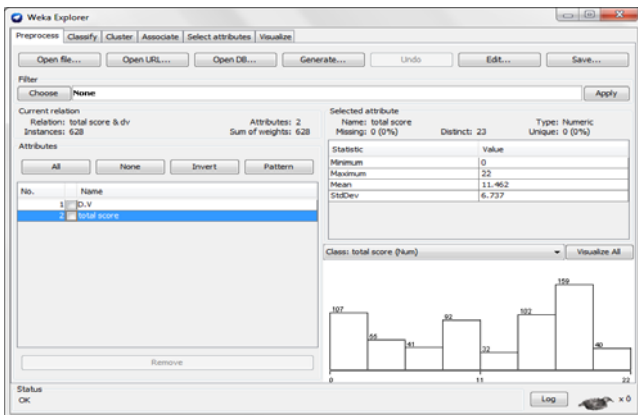 Weka Explorer
Preprocess Classify Cluster Associate Select attributes Visualize
Open file... Open URL... Open DB... Generate... Undo Edit... Save...
Filter
Choose None Apply
Current relation
Relation: total score & dv Attributes: 2
Instances: 628 Sum of weights: 628
Selected attribute
Name: total score Type: Numeric
Missing: 0 (0%) Distinct: 23 Unique: 0 (0%)
Attributes
All None Invert Pattern
No. Name
1 D.V
2 total score
Statistic Value
Minimum 0
Maximum 22
Mean 11.462
StdDev 6.737
Class: total score (Num) Visualize All
107 55 41 92 32 102 159 40
0 11 22
Remove
Status
OK
Log x 0